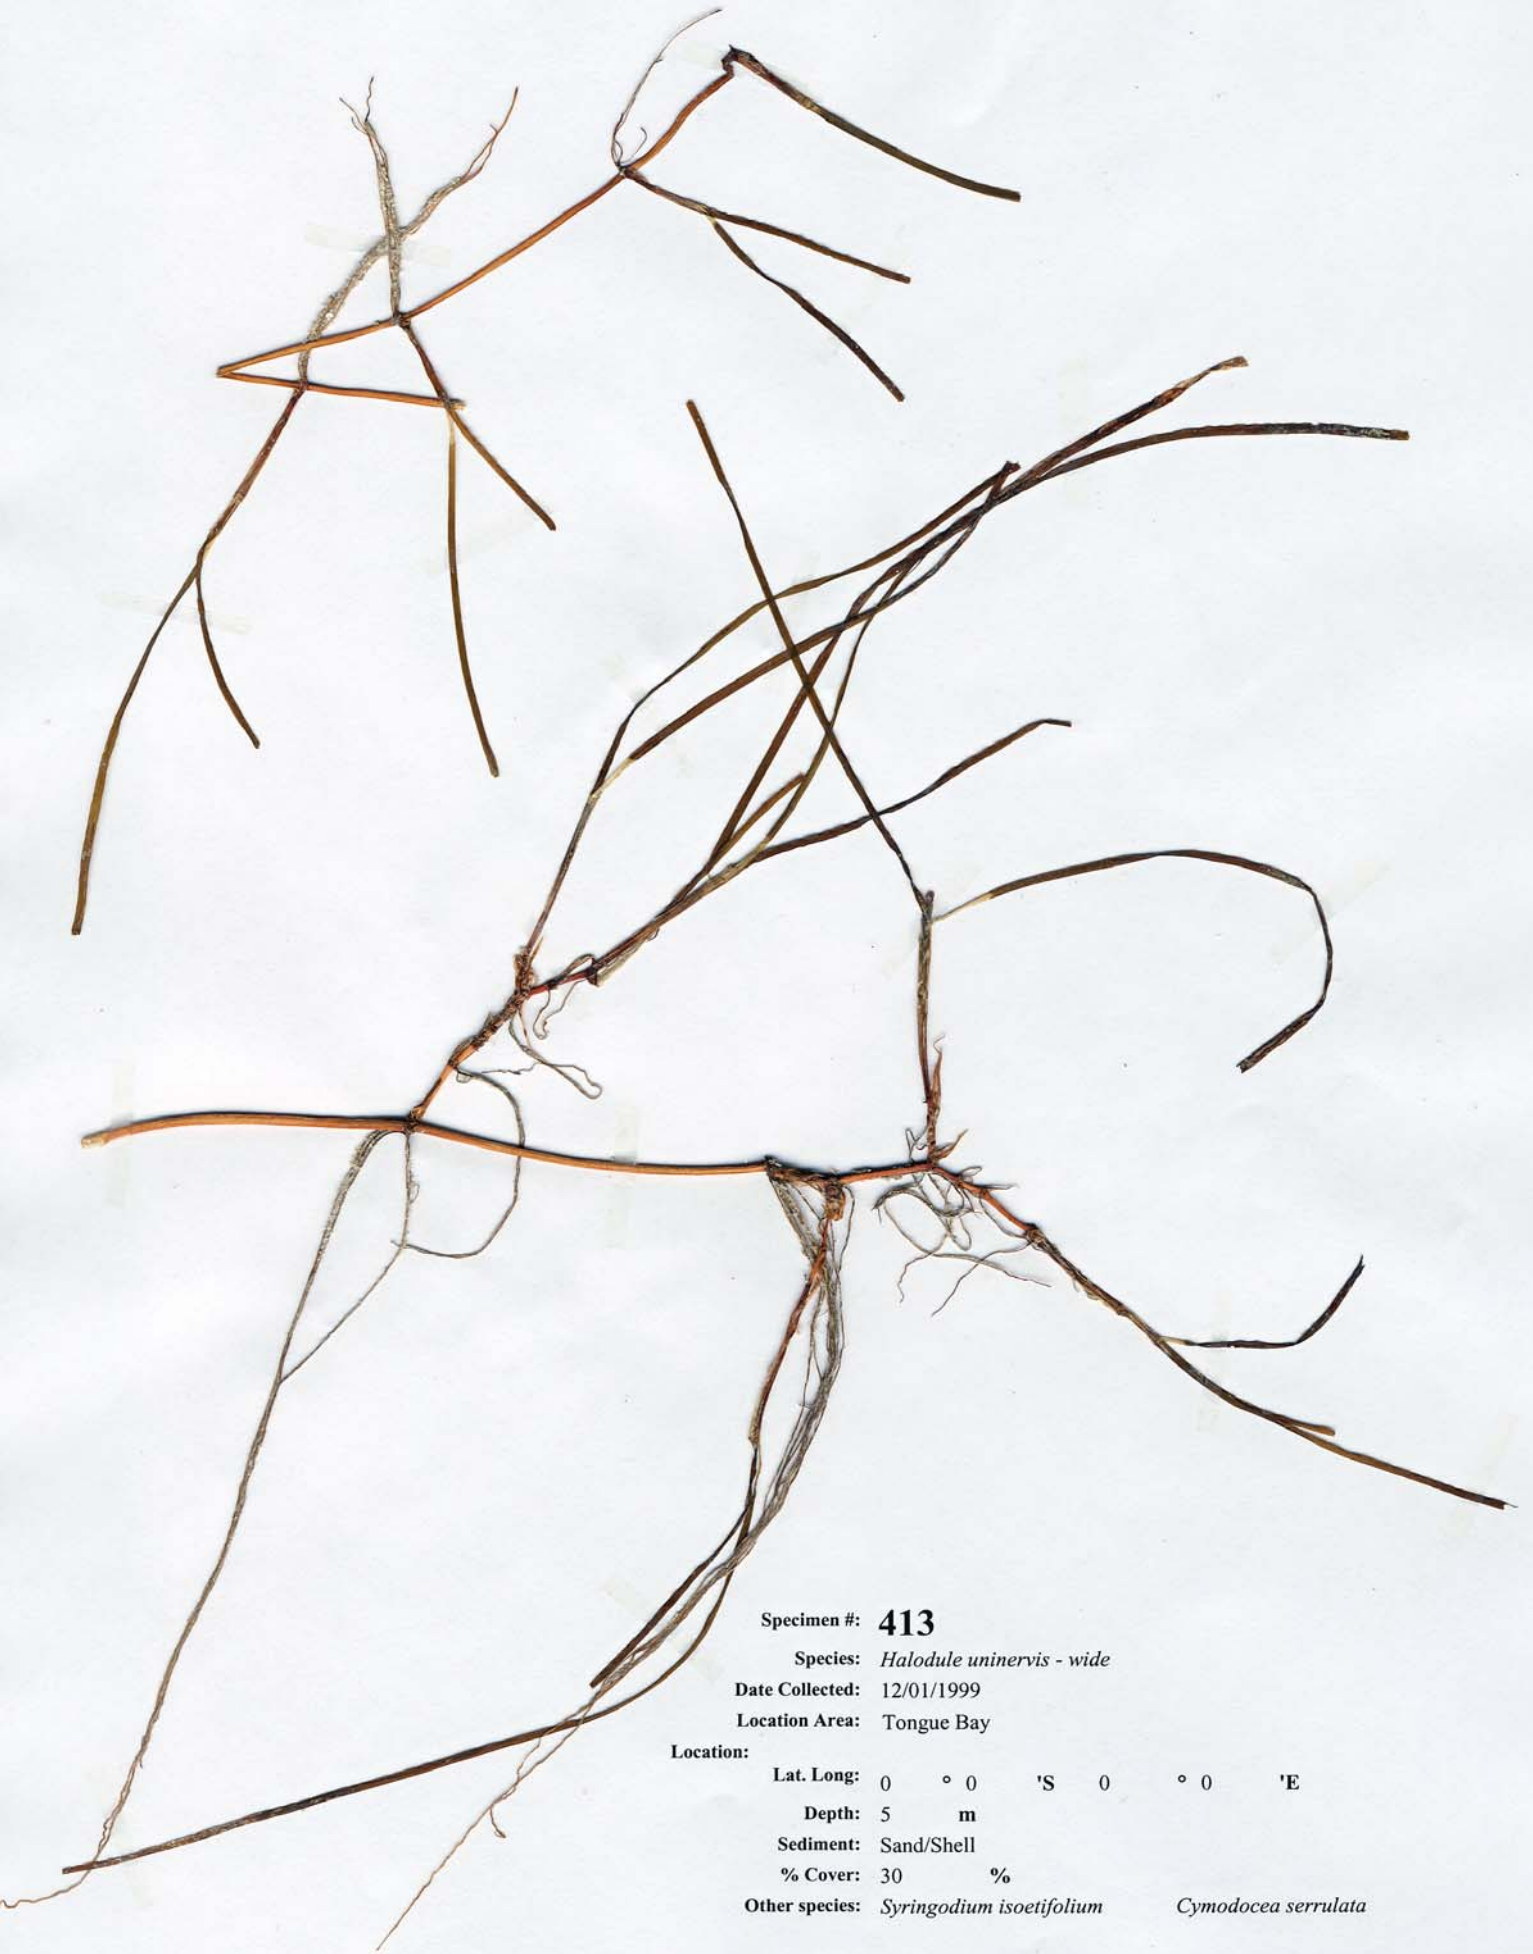 Specimen #: 413
Species: Halodule uninervis - wide
Date Collected: 12/01/1999
Location Area: Tongue Bay
Location:
Lat. Long: 0 ° 0 'S 0 ° 0 'E
Depth: 5 m
Sediment: Sand/Shell
% Cover: 30 %
Other species: Syringodium isoetifolium Cymodocea serrulata